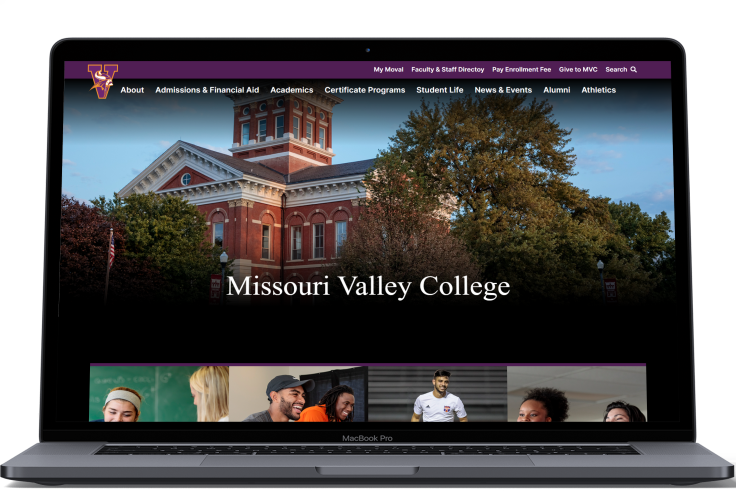 My Moval Faculty & Staff Directoy Pay Enrollment Fee Give to MVC Search
V
About Admissions & Financial Aid Academics Certificate Programs Student Life News & Events Alumni Athletics
Missouri Valley College
MacBook Pro